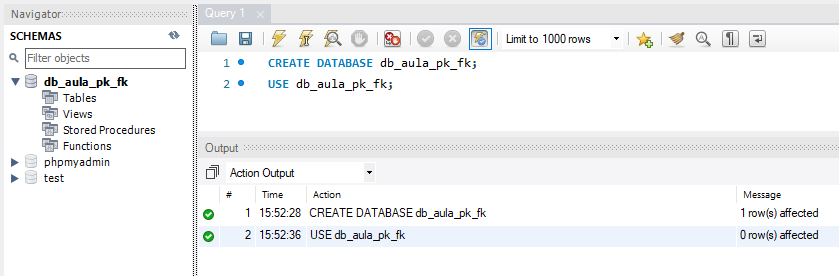 Navigator
SCHEMAS
Filter objects
db_aula_pk_fk
Tables
Views
Stored Procedures
Functions
phpmyadmin
test
Query 1
Limit to 1000 rows
1 CREATE DATABASE db_aula_pk_fk;
2 USE db_aula_pk_fk;
Output
Action Output
# Time Action Message
1 15:52:28 CREATE DATABASE db_aula_pk_fk 1 row(s) affected
2 15:52:36 USE db_aula_pk_fk 0 row(s) affected